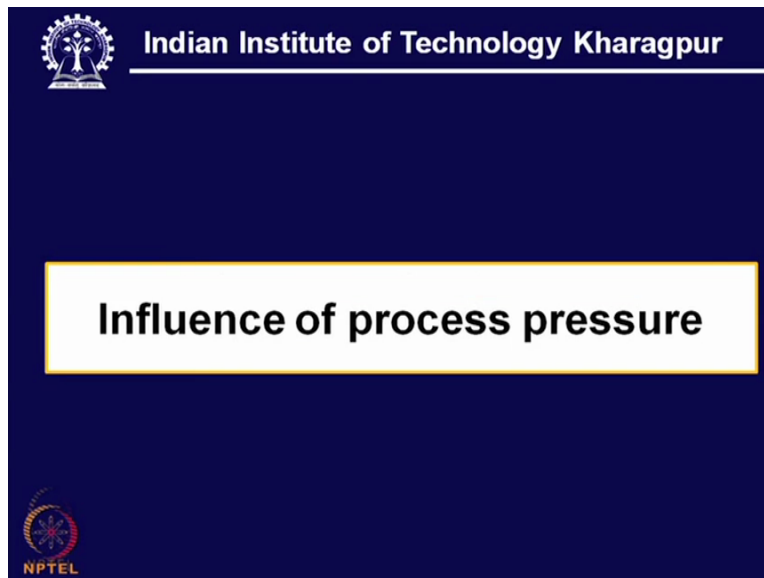 Indian Institute of Technology Kharagpur
Influence of process pressure
NPTEL